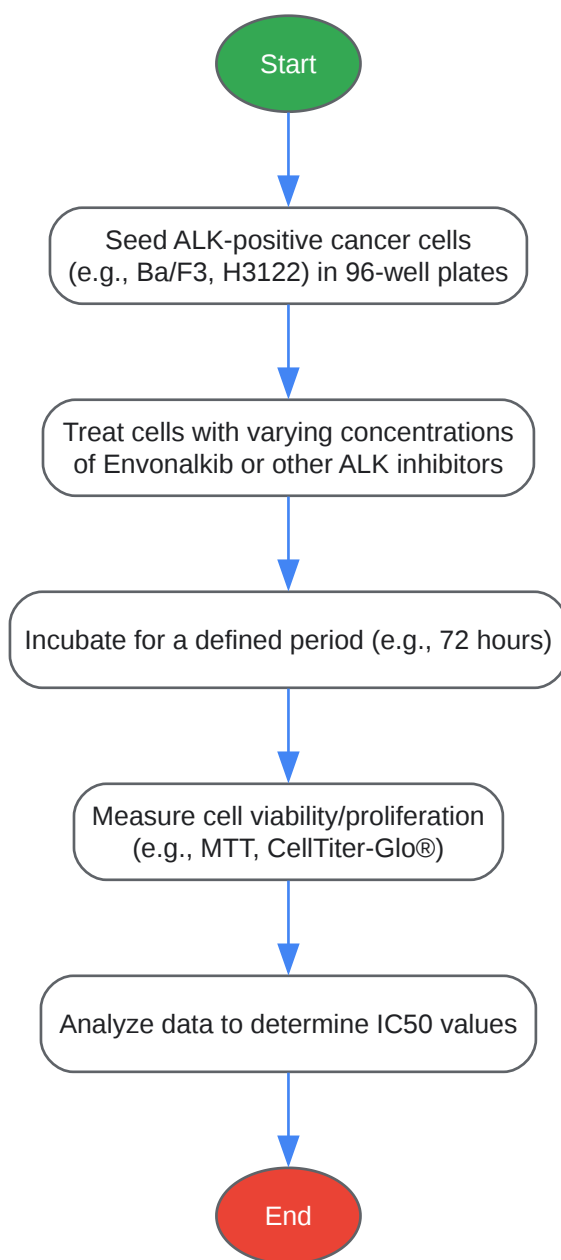 Start
Seed ALK-positive cancer cells
(e.g., Ba/F3, H3122) in 96-well plates
Treat cells with varying concentrations
of Envonalkib or other ALK inhibitors
Incubate for a defined period (e.g., 72 hours)
Measure cell viability/proliferation
(e.g., MTT, CellTiter-Glo®)
Analyze data to determine IC50 values
End